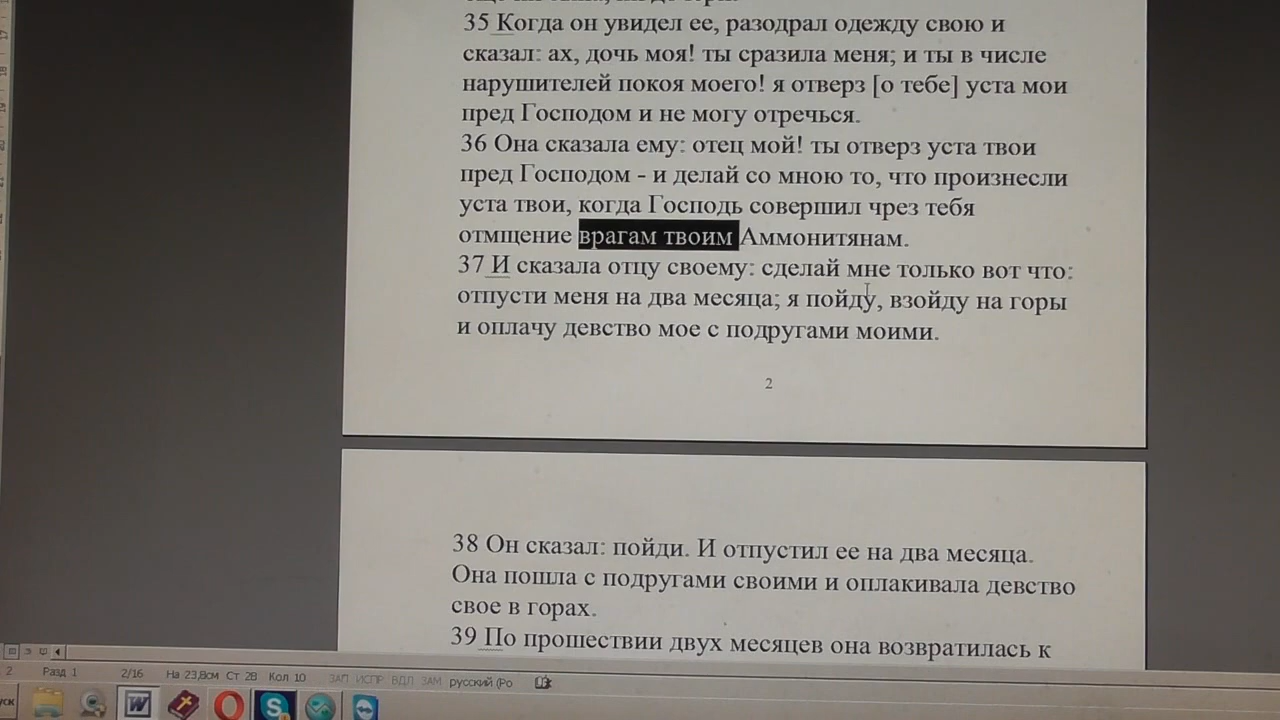 35 Когда он увидел ее, разодрал одежду свою и
сказал: ах, дочь моя! ты сразила меня; и ты в числе
нарушителей покоя моего! я отверз [о тебе] уста мои
пред Господом и не могу отречься.
36 Она сказала ему: отец мой! ты отверз уста твои
пред Господом - и делай со мною то, что произнесли
уста твои, когда Господь совершил чрез тебя
отмщение врагам твоим Аммонитянам.
37 И сказала отцу своему: сделай мне только вот что:
отпусти меня на два месяца; я пойду, взойду на горы
и оплачу девство мое с подругами моими.
2
38 Он сказал: пойди. И отпустил ее на два месяца.
Она пошла с подругами своими и оплакивала девство
свое в горах.
39 По прошествии двух месяцев она возвратилась к
2 Разд 1 2/16 На 23,8см Ст 28 Кол 10 ЗАП ИСПР ВДЛ ЗАМ русский (Ро
уск